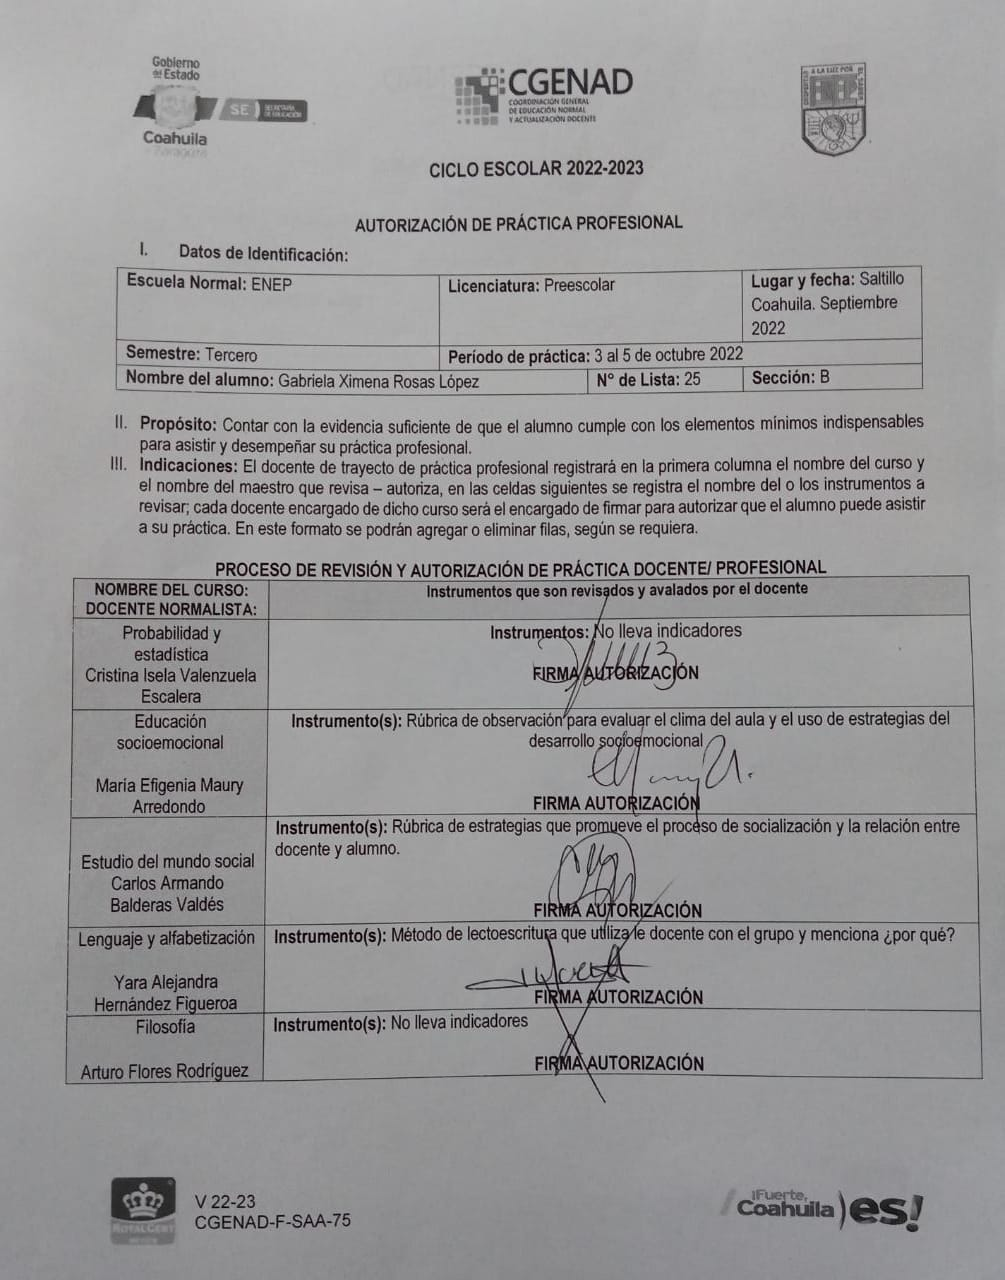 Gobierno
del Estado
Coahuila
SE SECRETARÍA
DE EDUCACIÓN
CGENAD
COORDINACIÓN GENERAL
DE EDUCACIÓN NORMAL
Y ACTUALIZACIÓN DOCENTE
A LA LUZ POR
EL SABER
ENEP
CICLO ESCOLAR 2022-2023
AUTORIZACIÓN DE PRÁCTICA PROFESIONAL
I. Datos de Identificación:
Escuela Normal: ENEP
Licenciatura: Preescolar
Lugar y fecha: Saltillo
Coahuila. Septiembre
2022
Semestre: Tercero
Período de práctica: 3 al 5 de octubre 2022
Nombre del alumno: Gabriela Ximena Rosas López
N° de Lista: 25
Sección: B
II. Propósito: Contar con la evidencia suficiente de que el alumno cumple con los elementos mínimos indispensables
para asistir y desempeñar su práctica profesional.
III. Indicaciones: El docente de trayecto de práctica profesional registrará en la primera columna el nombre del curso y
el nombre del maestro que revisa – autoriza, en las celdas siguientes se registra el nombre del o los instrumentos a
revisar; cada docente encargado de dicho curso será el encargado de firmar para autorizar que el alumno puede asistir
a su práctica. En este formato se podrán agregar o eliminar filas, según se requiera.
PROCESO DE REVISIÓN Y AUTORIZACIÓN DE PRÁCTICA DOCENTE/ PROFESIONAL
NOMBRE DEL CURSO:
DOCENTE NORMALISTA:
Instrumentos que son revisados y avalados por el docente
Probabilidad y
estadística
Cristina Isela Valenzuela
Escalera
Instrumentos: No lleva indicadores
FIRMA AUTORIZACIÓN
Educación
socioemocional
María Efigenia Maury
Arredondo
Instrumento(s): Rúbrica de observación para evaluar el clima del aula y el uso de estrategias del
desarrollo socioemocional
FIRMA AUTORIZACIÓN
Estudio del mundo social
Carlos Armando
Balderas Valdés
Instrumento(s): Rúbrica de estrategias que promueve el proceso de socialización y la relación entre
docente y alumno.
FIRMA AUTORIZACIÓN
Lenguaje y alfabetización
Yara Alejandra
Hernández Figueroa
Instrumento(s): Método de lectoescritura que utiliza le docente con el grupo y menciona ¿por qué?
FIRMA AUTORIZACIÓN
Filosofía
Arturo Flores Rodríguez
Instrumento(s): No lleva indicadores
FIRMA AUTORIZACIÓN
ROYAL CERT
V 22-23
CGENAD-F-SAA-75
¡Fuerte,
Coahuila es!